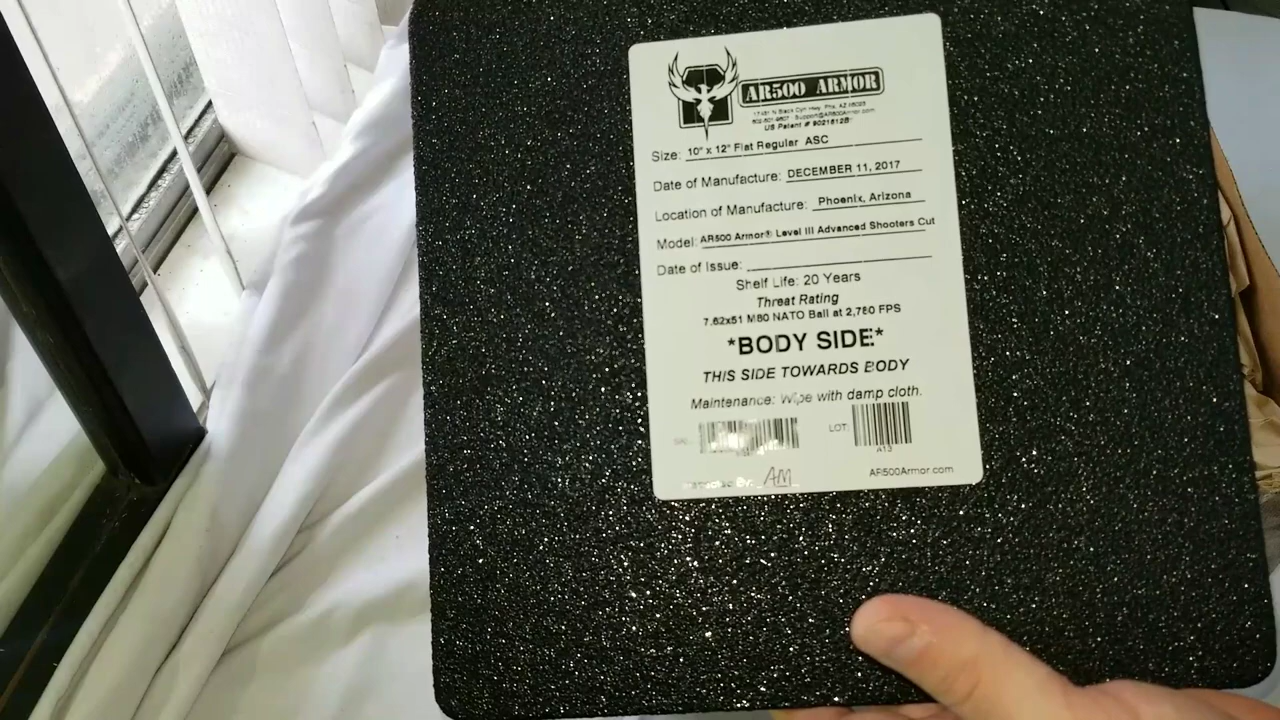 AR500 ARMOR
US Patent # 9021612B
Size: 10" x 12" Flat Regular ASC
Date of Manufacture: DECEMBER 11, 2017
Location of Manufacture: Phoenix, Arizona
Model: AR500 Armor® Level III Advanced Shooters Cut
Date of Issue:
Shelf Life: 20 Years
Threat Rating
7.62x51 M80 NATO Ball at 2,780 FPS
*BODY SIDE*
THIS SIDE TOWARDS BODY
Maintenance: Wipe with damp cloth.
LOT:
A13
By: AM
AR500Armor.com